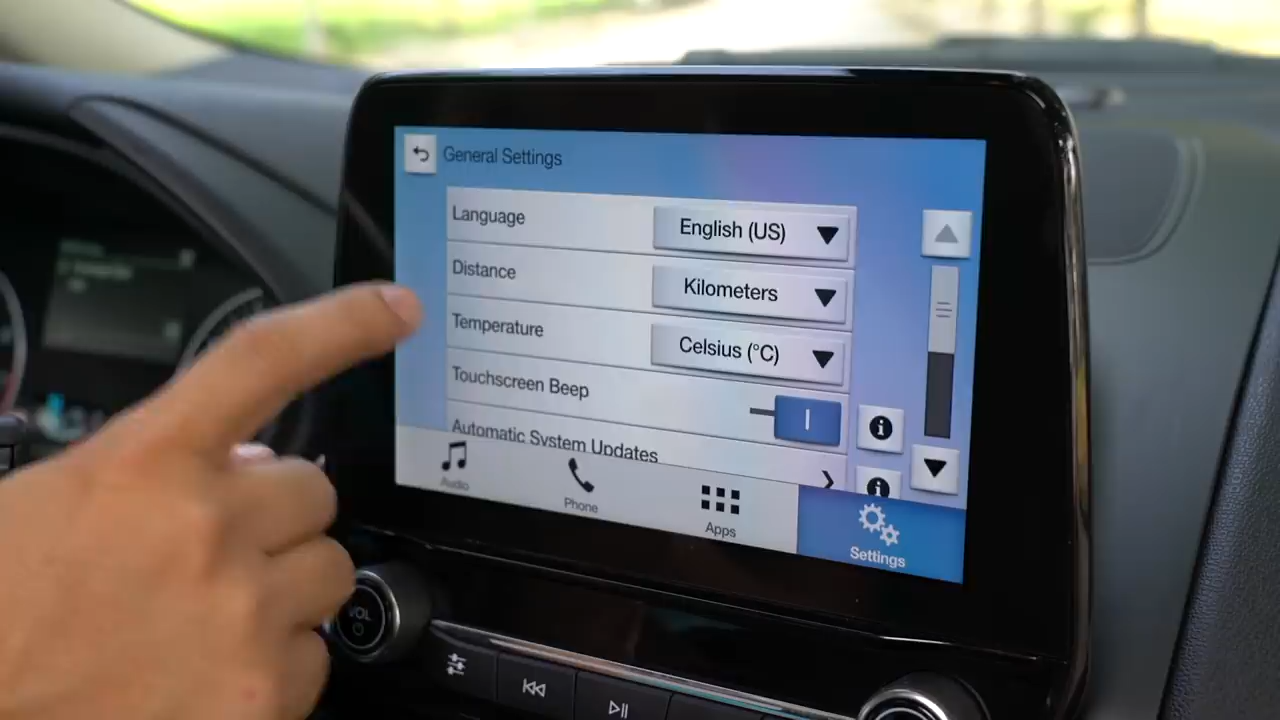 General Settings
Language
English (US)
Distance
Kilometers
Temperature
Celsius (°C)
Touchscreen Beep
Automatic System Updates
Audio
Phone
Apps
Settings
VOL